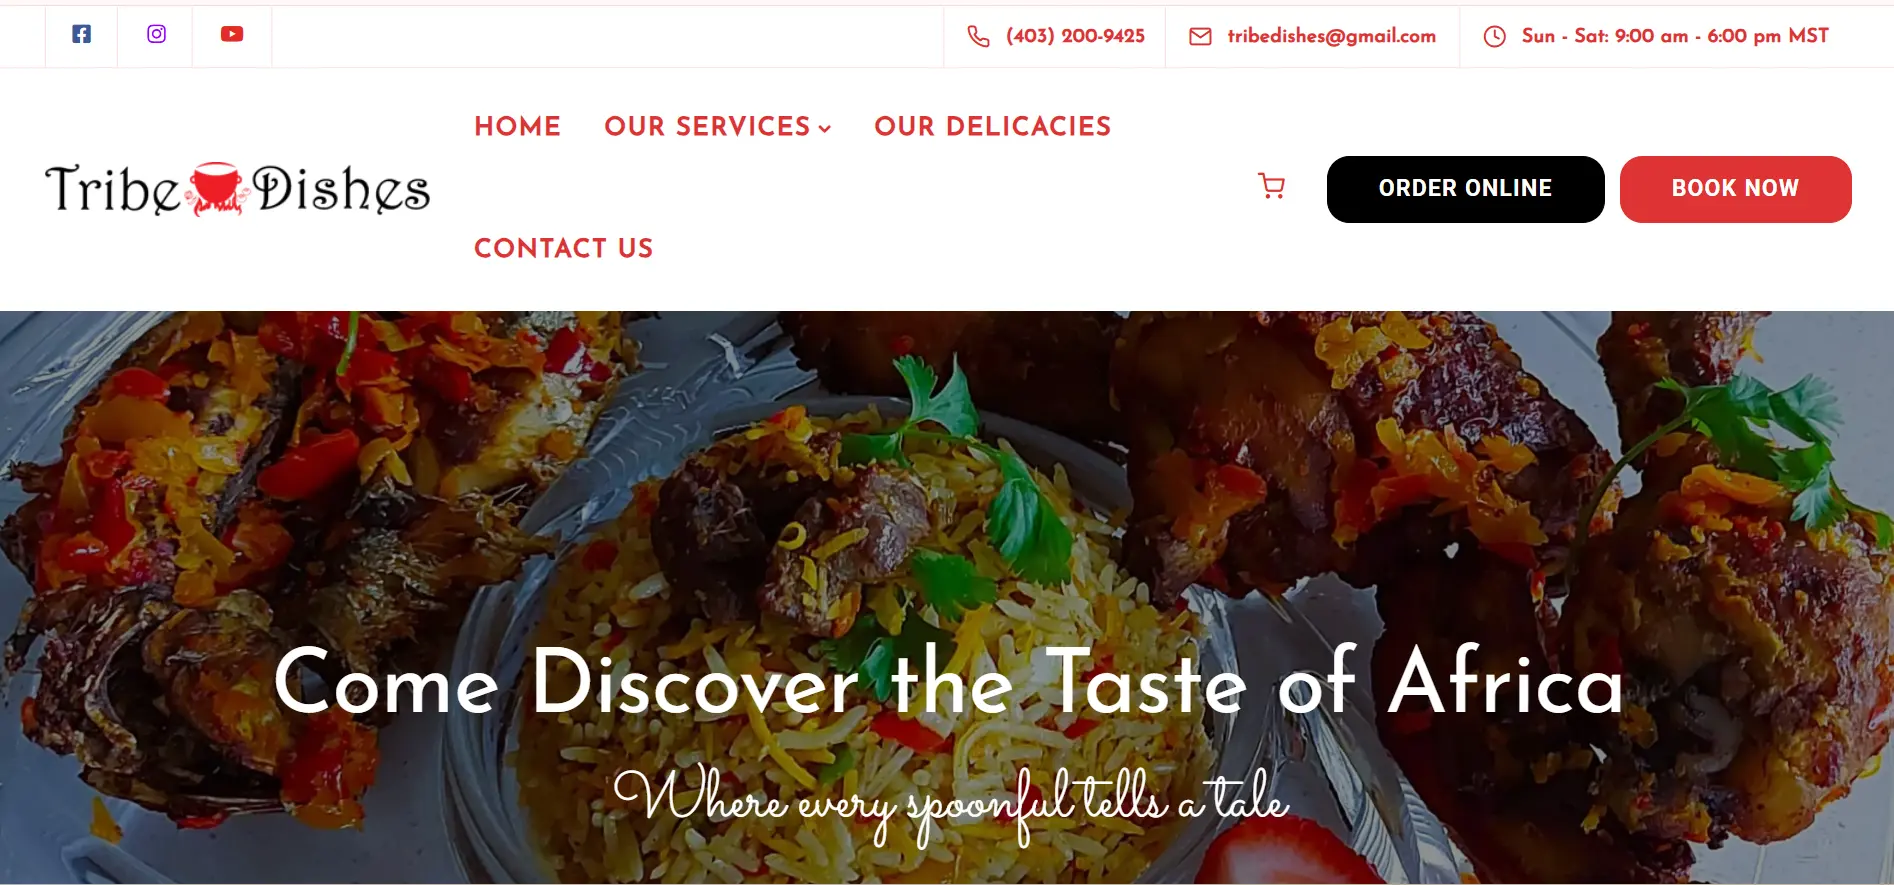 (403) 200-9425
tribedishes@gmail.com
Sun - Sat: 9:00 am - 6:00 pm MST
HOME
OUR SERVICES
OUR DELICACIES
Tribe Dishes
ORDER ONLINE
BOOK NOW
CONTACT US
Come Discover the Taste of Africa
Where every spoonful tells a tale